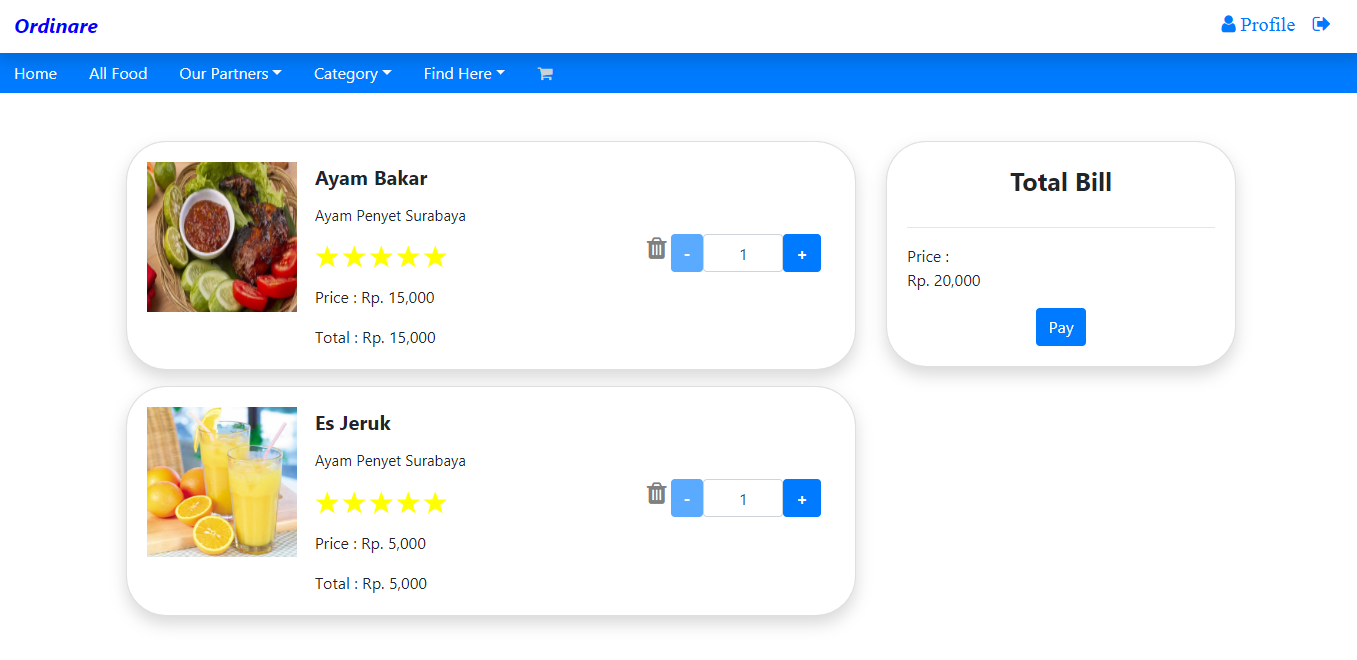 Ordinare
Profile
Home All Food Our Partners Category Find Here
Ayam Bakar
Ayam Penyet Surabaya
Price : Rp. 15,000
Total : Rp. 15,000
- 1 +
Es Jeruk
Ayam Penyet Surabaya
Price : Rp. 5,000
Total : Rp. 5,000
- 1 +
Total Bill
Price :
Rp. 20,000
Pay